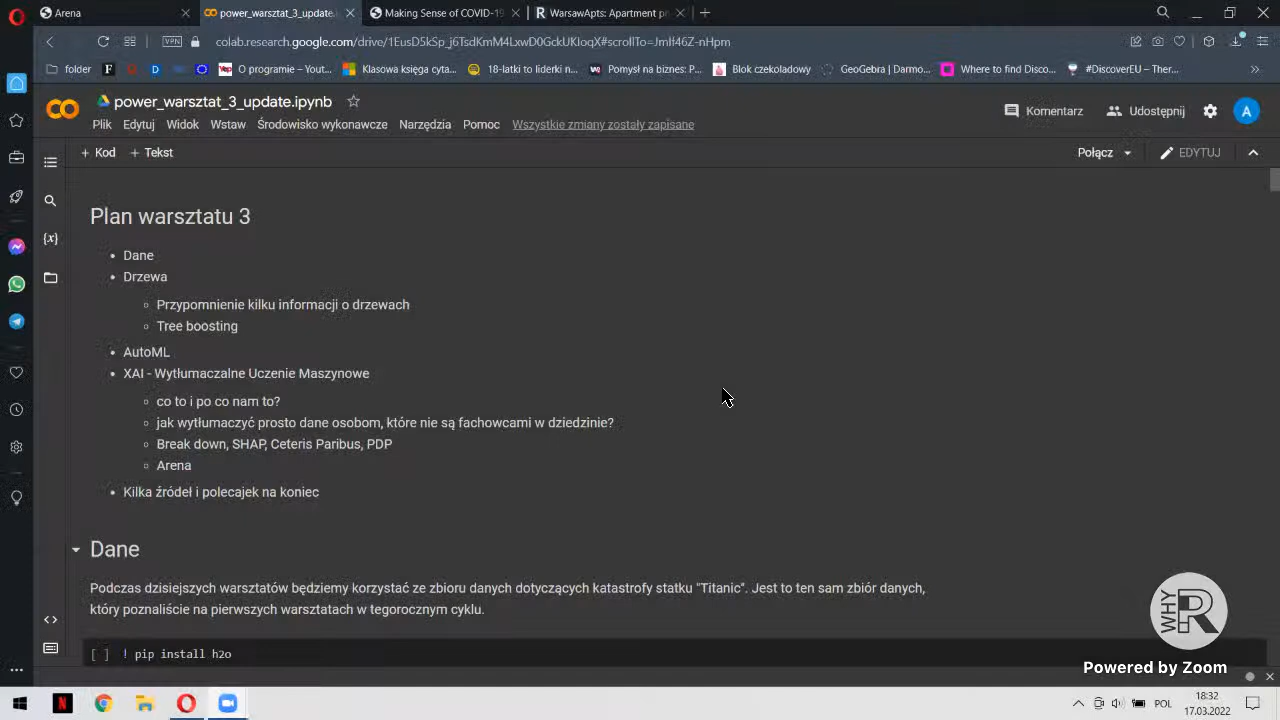 Arena
power_warsztat_3_update.
Making Sense of COVID-19
WarsawApts: Apartment pr
VPN
colab.research.google.com/drive/1EusDSkSp_j6TsdKmM4LxwD0GckUKIoqX#scrollTo=JmIf46Z-nHpm
folder
F
D
O programie – Yout...
Klasowa księga cyta...
18-latki to liderki n...
Pomysł na biznes: P...
Blok czekoladowy
GeoGebra | Darmo...
Where to find Disco...
#DiscoverEU – Ther...
power_warsztat_3_update.ipynb
Komentarz
Udostępnij
A
Plik Edytuj Widok Wstaw Środowisko wykonawcze Narzędzia Pomoc Wszystkie zmiany zostały zapisane
+ Kod + Tekst
Połącz
EDYTUJ
{x}
Plan warsztatu 3
• Dane
• Drzewa
◦ Przypomnienie kilku informacji o drzewach
◦ Tree boosting
• AutoML
• XAI - Wytłumaczalne Uczenie Maszynowe
◦ co to i po co nam to?
◦ jak wytłumaczyć prosto dane osobom, które nie są fachowcami w dziedzinie?
◦ Break down, SHAP, Ceteris Paribus, PDP
◦ Arena
• Kilka źródeł i polecajek na koniec
Dane
Podczas dzisiejszych warsztatów będziemy korzystać ze zbioru danych dotyczących katastrofy statku "Titanic". Jest to ten sam zbiór danych,
który poznaliście na pierwszych warsztatach w tegorocznym cyklu.
[ ] ! pip install h2o
WHY R
Powered by Zoom
N
POL
18:32
17.03.2022